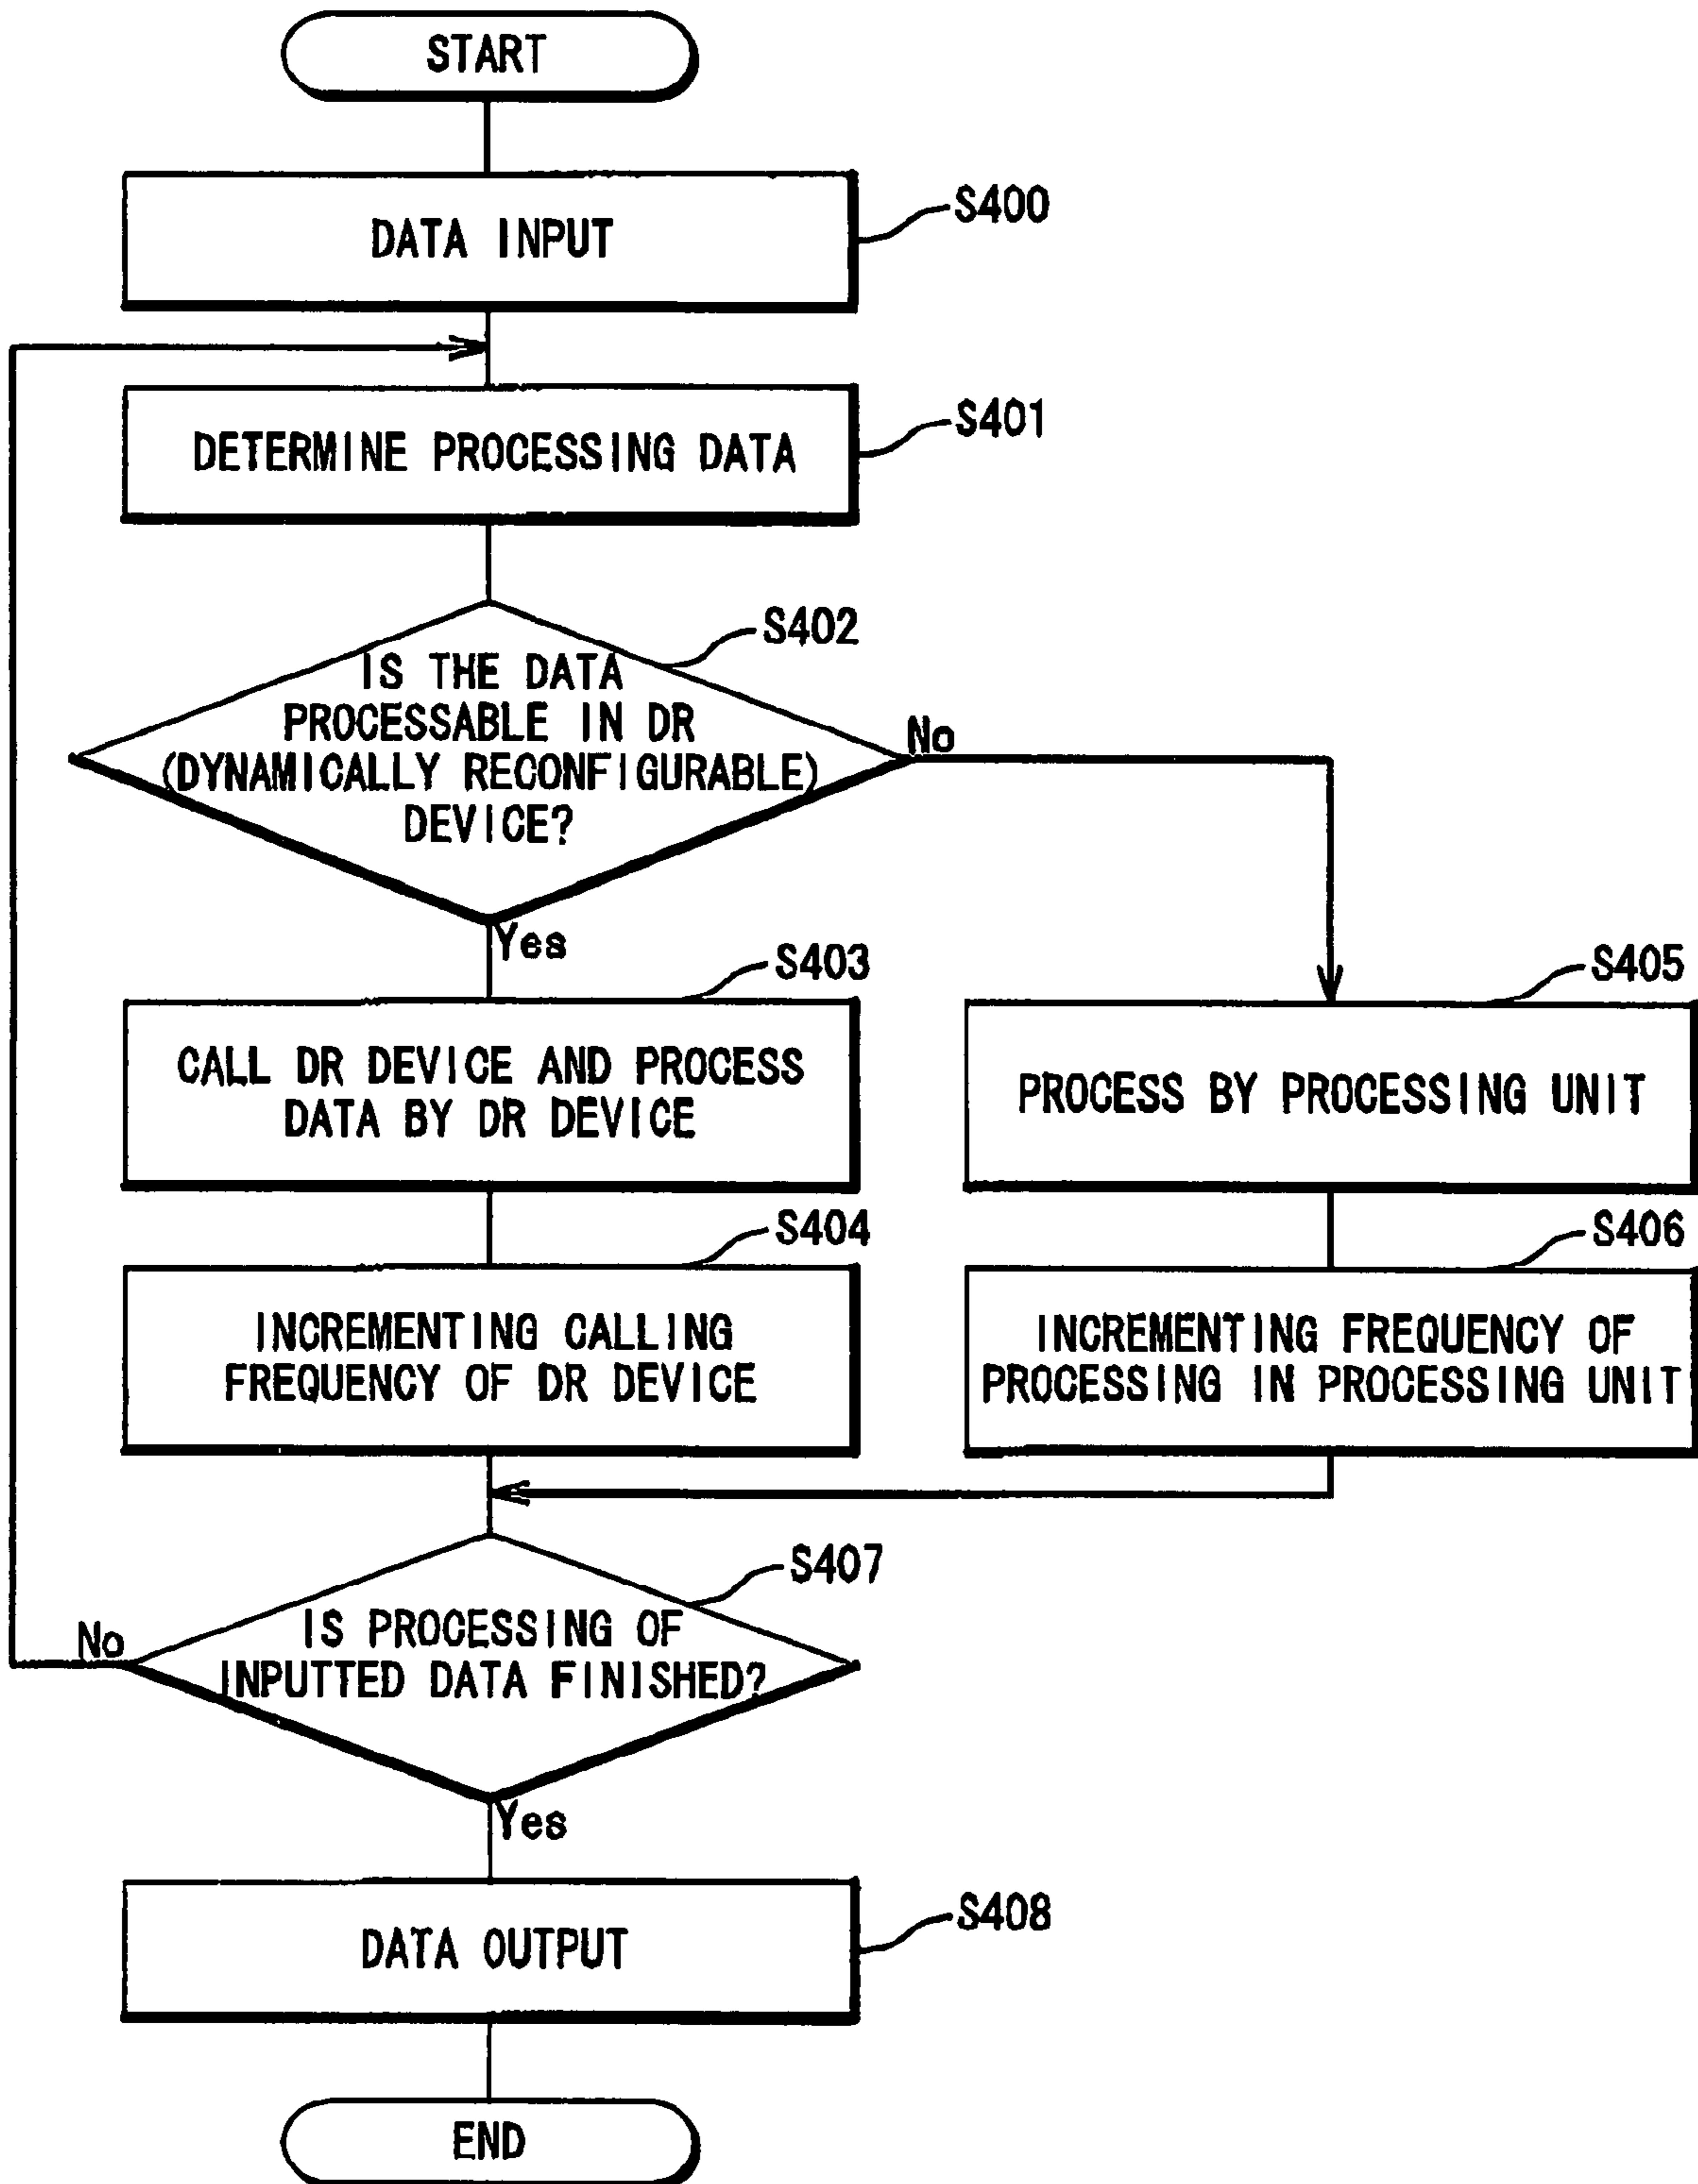 START
DATA INPUT
S400
DETERMINE PROCESSING DATA
S401
S402
IS THE DATA
PROCESSABLE IN DR
(DYNAMICALLY RECONFIGURABLE)
DEVICE?
No
Yes
S403
CALL DR DEVICE AND PROCESS
DATA BY DR DEVICE
S405
PROCESS BY PROCESSING UNIT
S404
INCREMENTING CALLING
FREQUENCY OF DR DEVICE
S406
INCREMENTING FREQUENCY OF
PROCESSING IN PROCESSING UNIT
S407
IS PROCESSING OF
INPUTTED DATA FINISHED?
No
Yes
DATA OUTPUT
S408
END